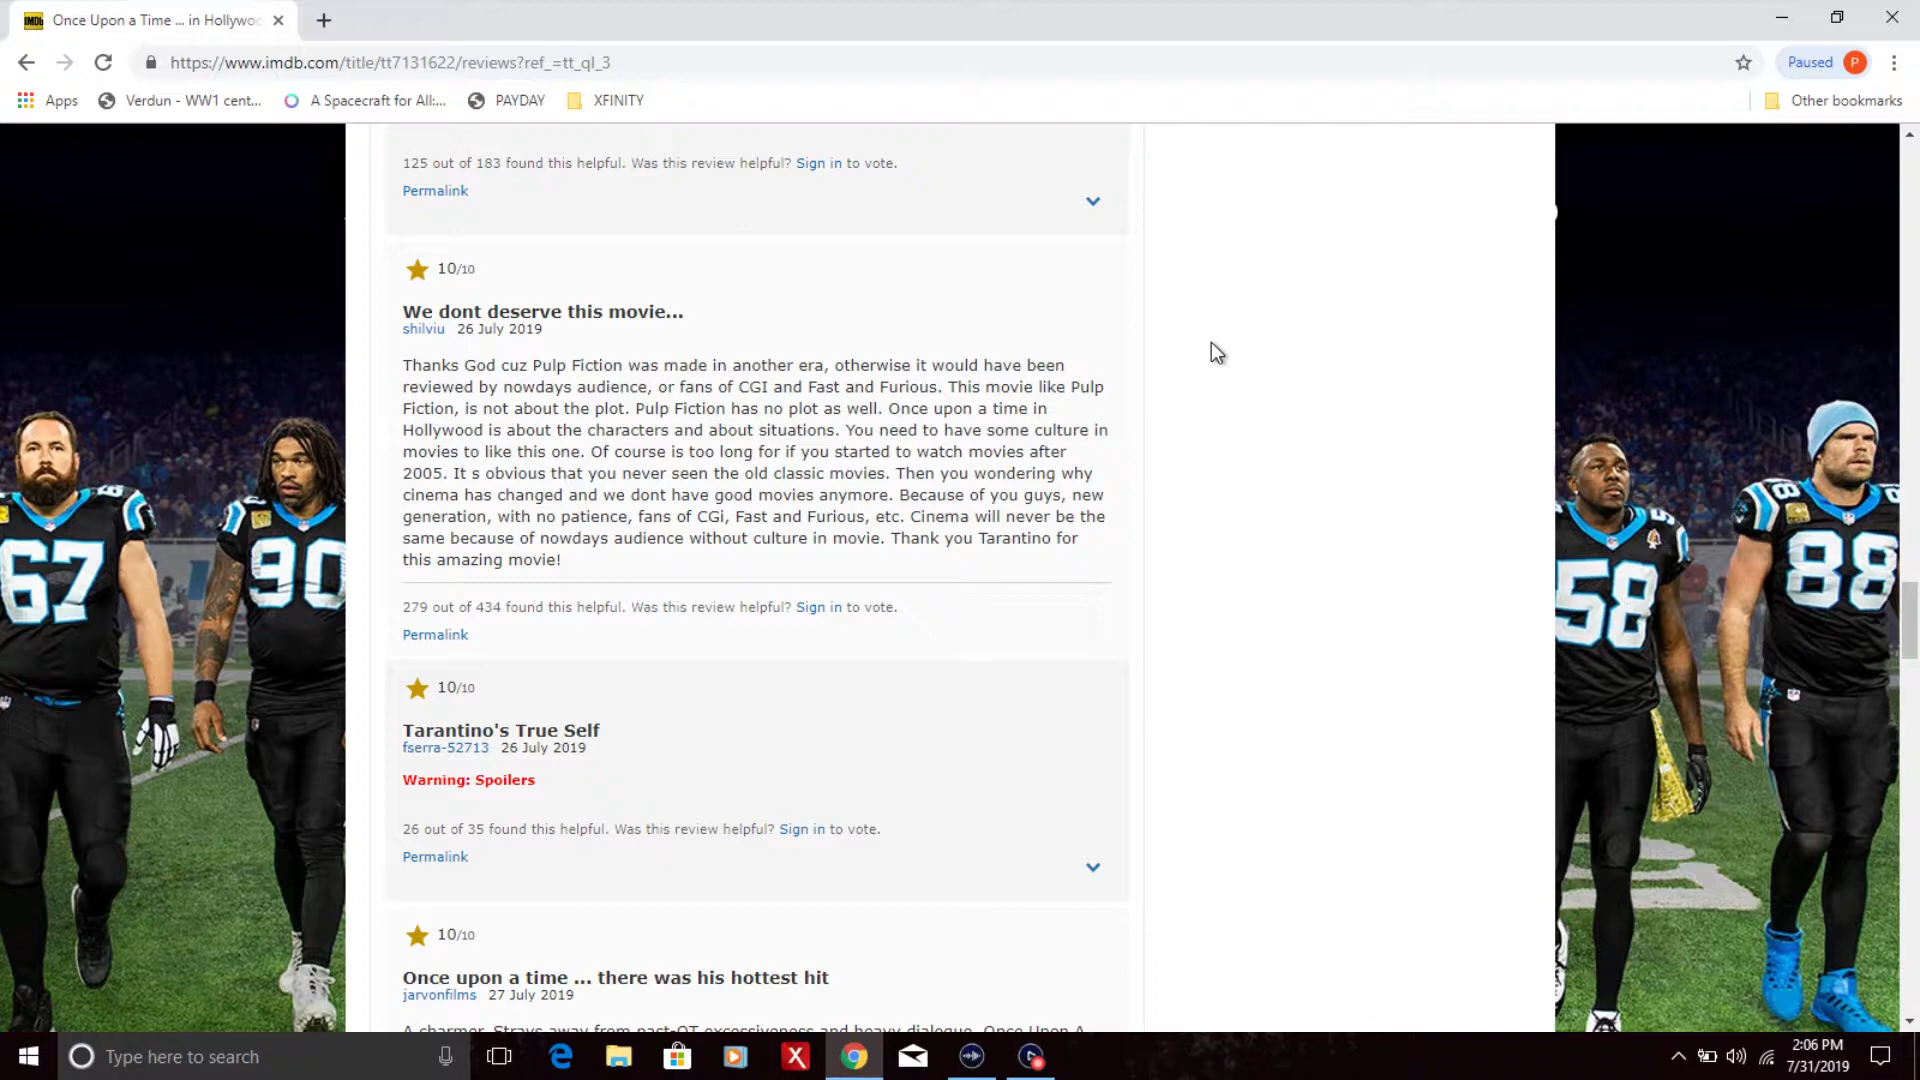 IMDb Once Upon a Time ... in Hollywoo
https://www.imdb.com/title/tt7131622/reviews?ref_=tt_ql_3
Paused P
Apps Verdun - WW1 cent... A Spacecraft for All:... PAYDAY XFINITY Other bookmarks
125 out of 183 found this helpful. Was this review helpful? Sign in to vote.
Permalink
10/10
We dont deserve this movie...
shilviu 26 July 2019
Thanks God cuz Pulp Fiction was made in another era, otherwise it would have been
reviewed by nowdays audience, or fans of CGI and Fast and Furious. This movie like Pulp
Fiction, is not about the plot. Pulp Fiction has no plot as well. Once upon a time in
Hollywood is about the characters and about situations. You need to have some culture in
movies to like this one. Of course is too long for if you started to watch movies after
2005. It s obvious that you never seen the old classic movies. Then you wondering why
cinema has changed and we dont have good movies anymore. Because of you guys, new
generation, with no patience, fans of CGi, Fast and Furious, etc. Cinema will never be the
same because of nowdays audience without culture in movie. Thank you Tarantino for
this amazing movie!
279 out of 434 found this helpful. Was this review helpful? Sign in to vote.
Permalink
10/10
Tarantino's True Self
fserra-52713 26 July 2019
Warning: Spoilers
26 out of 35 found this helpful. Was this review helpful? Sign in to vote.
Permalink
10/10
Once upon a time ... there was his hottest hit
jarvonfilms 27 July 2019
A charmer. Strays away from past-QT excessiveness and heavy dialogue. Once Upon A
67
90
58
88
Type here to search
2:06 PM
7/31/2019